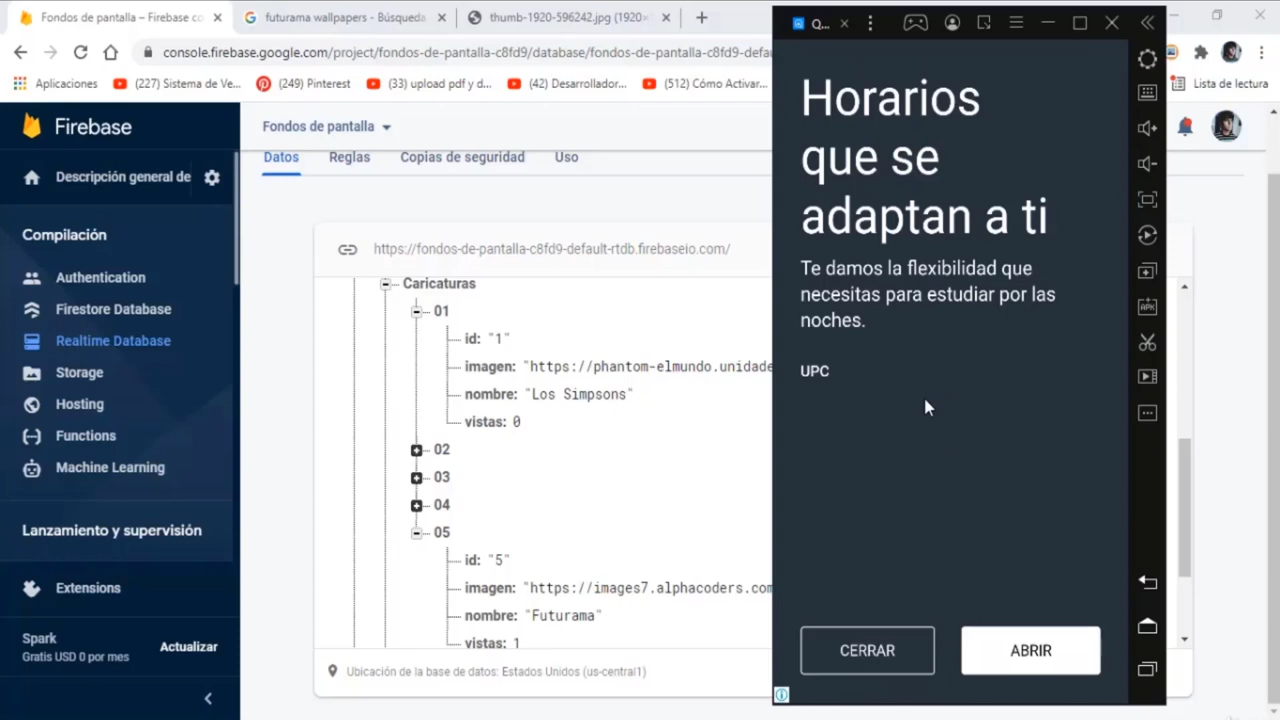 Fondos de pantalla – Firebase co
futurama wallpapers - Búsqueda
thumb-1920-596242.jpg (1920×
console.firebase.google.com/project/fondos-de-pantalla-c8fd9/database/fondos-de-pantalla-c8fd9-defa
Aplicaciones
(227) Sistema de Ve...
(249) Pinterest
(33) upload pdf y d...
(42) Desarrollador...
(512) Cómo Activar...
Lista de lectura
Firebase
Descripción general de
Compilación
Authentication
Firestore Database
Realtime Database
Storage
Hosting
Functions
Machine Learning
Lanzamiento y supervisión
Extensions
Spark
Gratis USD 0 por mes
Actualizar
Fondos de pantalla
Datos
Reglas
Copias de seguridad
Uso
https://fondos-de-pantalla-c8fd9-default-rtdb.firebaseio.com/
Caricaturas
01
id: "1"
imagen: "https://phantom-elmundo.unidade
nombre: "Los Simpsons"
vistas: 0
02
03
04
05
id: "5"
imagen: "https://images7.alphacoders.com
nombre: "Futurama"
vistas: 1
Ubicación de la base de datos: Estados Unidos (us-central1)
Q...
Horarios
que se
adaptan a ti
Te damos la flexibilidad que
necesitas para estudiar por las
noches.
UPC
CERRAR
ABRIR
APK